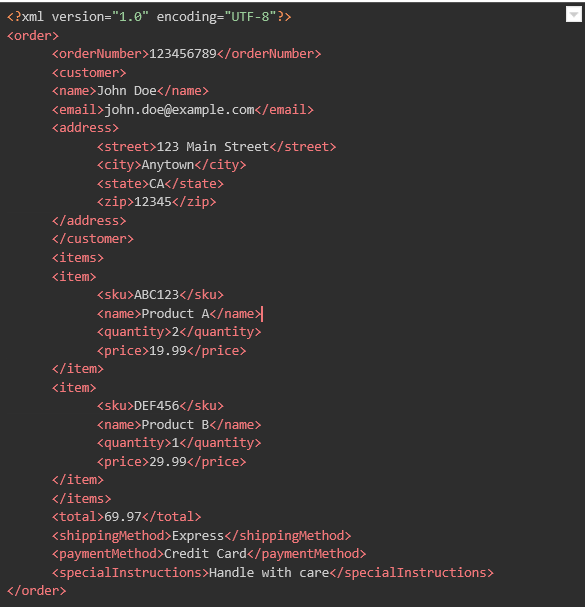 <?xml version="1.0" encoding="UTF-8"?>
<order>
<orderNumber>123456789</orderNumber>
<customer>
<name>John Doe</name>
<email>john.doe@example.com</email>
<address>
<street>123 Main Street</street>
<city>Anytown</city>
<state>CA</state>
<zip>12345</zip>
</address>
</customer>
<items>
<item>
<sku>ABC123</sku>
<name>Product A</name>
<quantity>2</quantity>
<price>19.99</price>
</item>
<item>
<sku>DEF456</sku>
<name>Product B</name>
<quantity>1</quantity>
<price>29.99</price>
</item>
</items>
<total>69.97</total>
<shippingMethod>Express</shippingMethod>
<paymentMethod>Credit Card</paymentMethod>
<specialInstructions>Handle with care</specialInstructions>
</order>